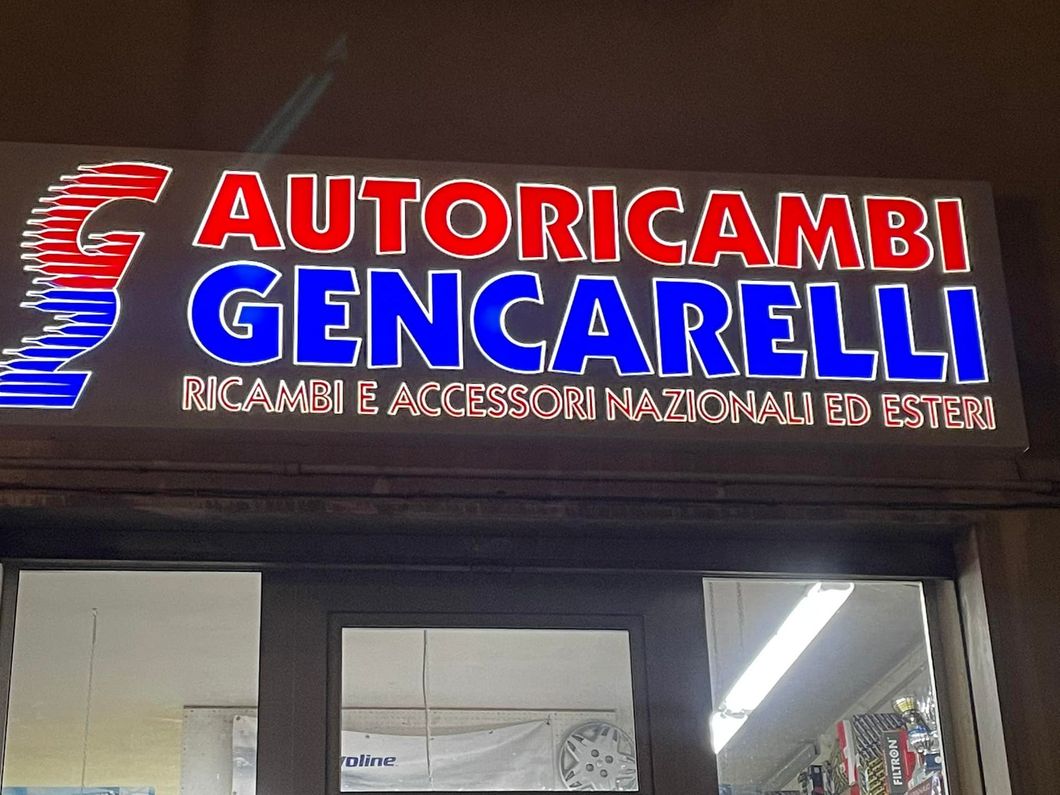 AUTORICAMBI
GENCARELLI
RICAMBI E ACCESSORI NAZIONALI ED ESTERI
FILTRON